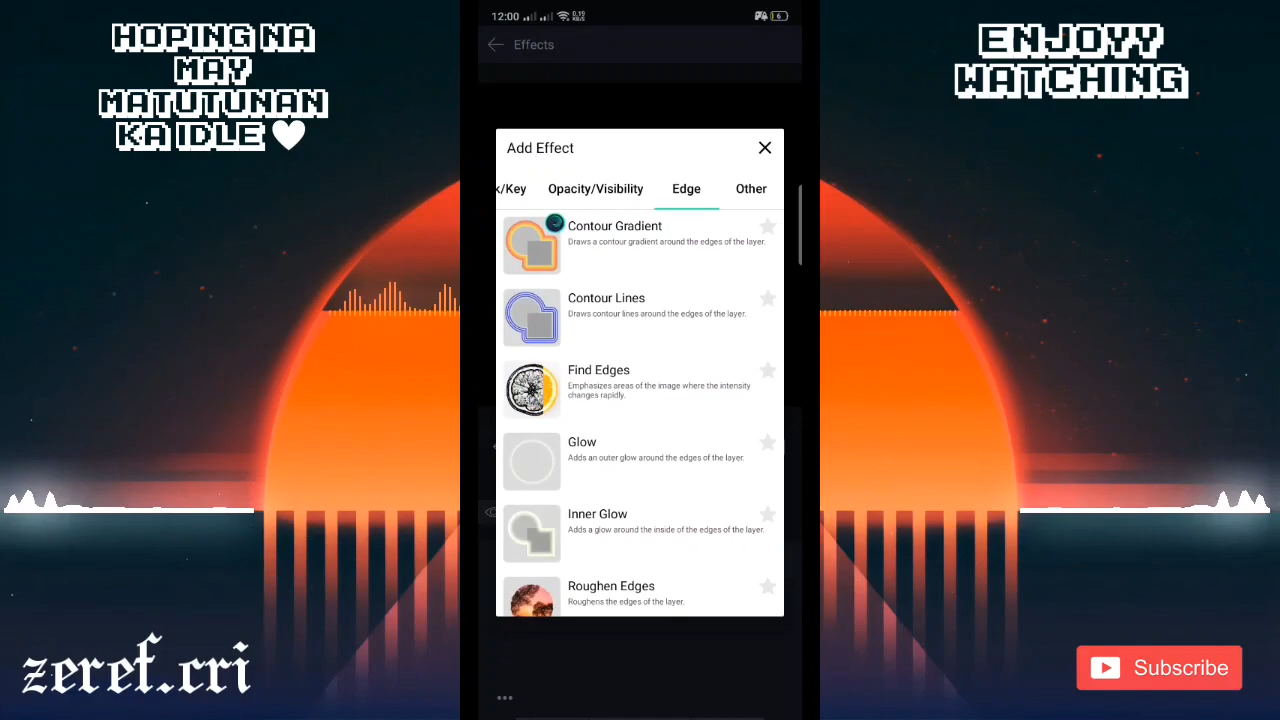 HOPING NA
MAY
MATUTUNAN
KA IDLE
ENJOYY
WATCHING
12:00
0.19
KB/S
6
Effects
Add Effect
k/Key
Opacity/Visibility
Edge
Other
Contour Gradient
Draws a contour gradient around the edges of the layer.
Contour Lines
Draws contour lines around the edges of the layer.
Find Edges
Emphasizes areas of the image where the intensity
changes rapidly.
Glow
Adds an outer glow around the edges of the layer.
Inner Glow
Adds a glow around the inside of the edges of the layer.
Roughen Edges
Roughens the edges of the layer.
zeref.cri
Subscribe